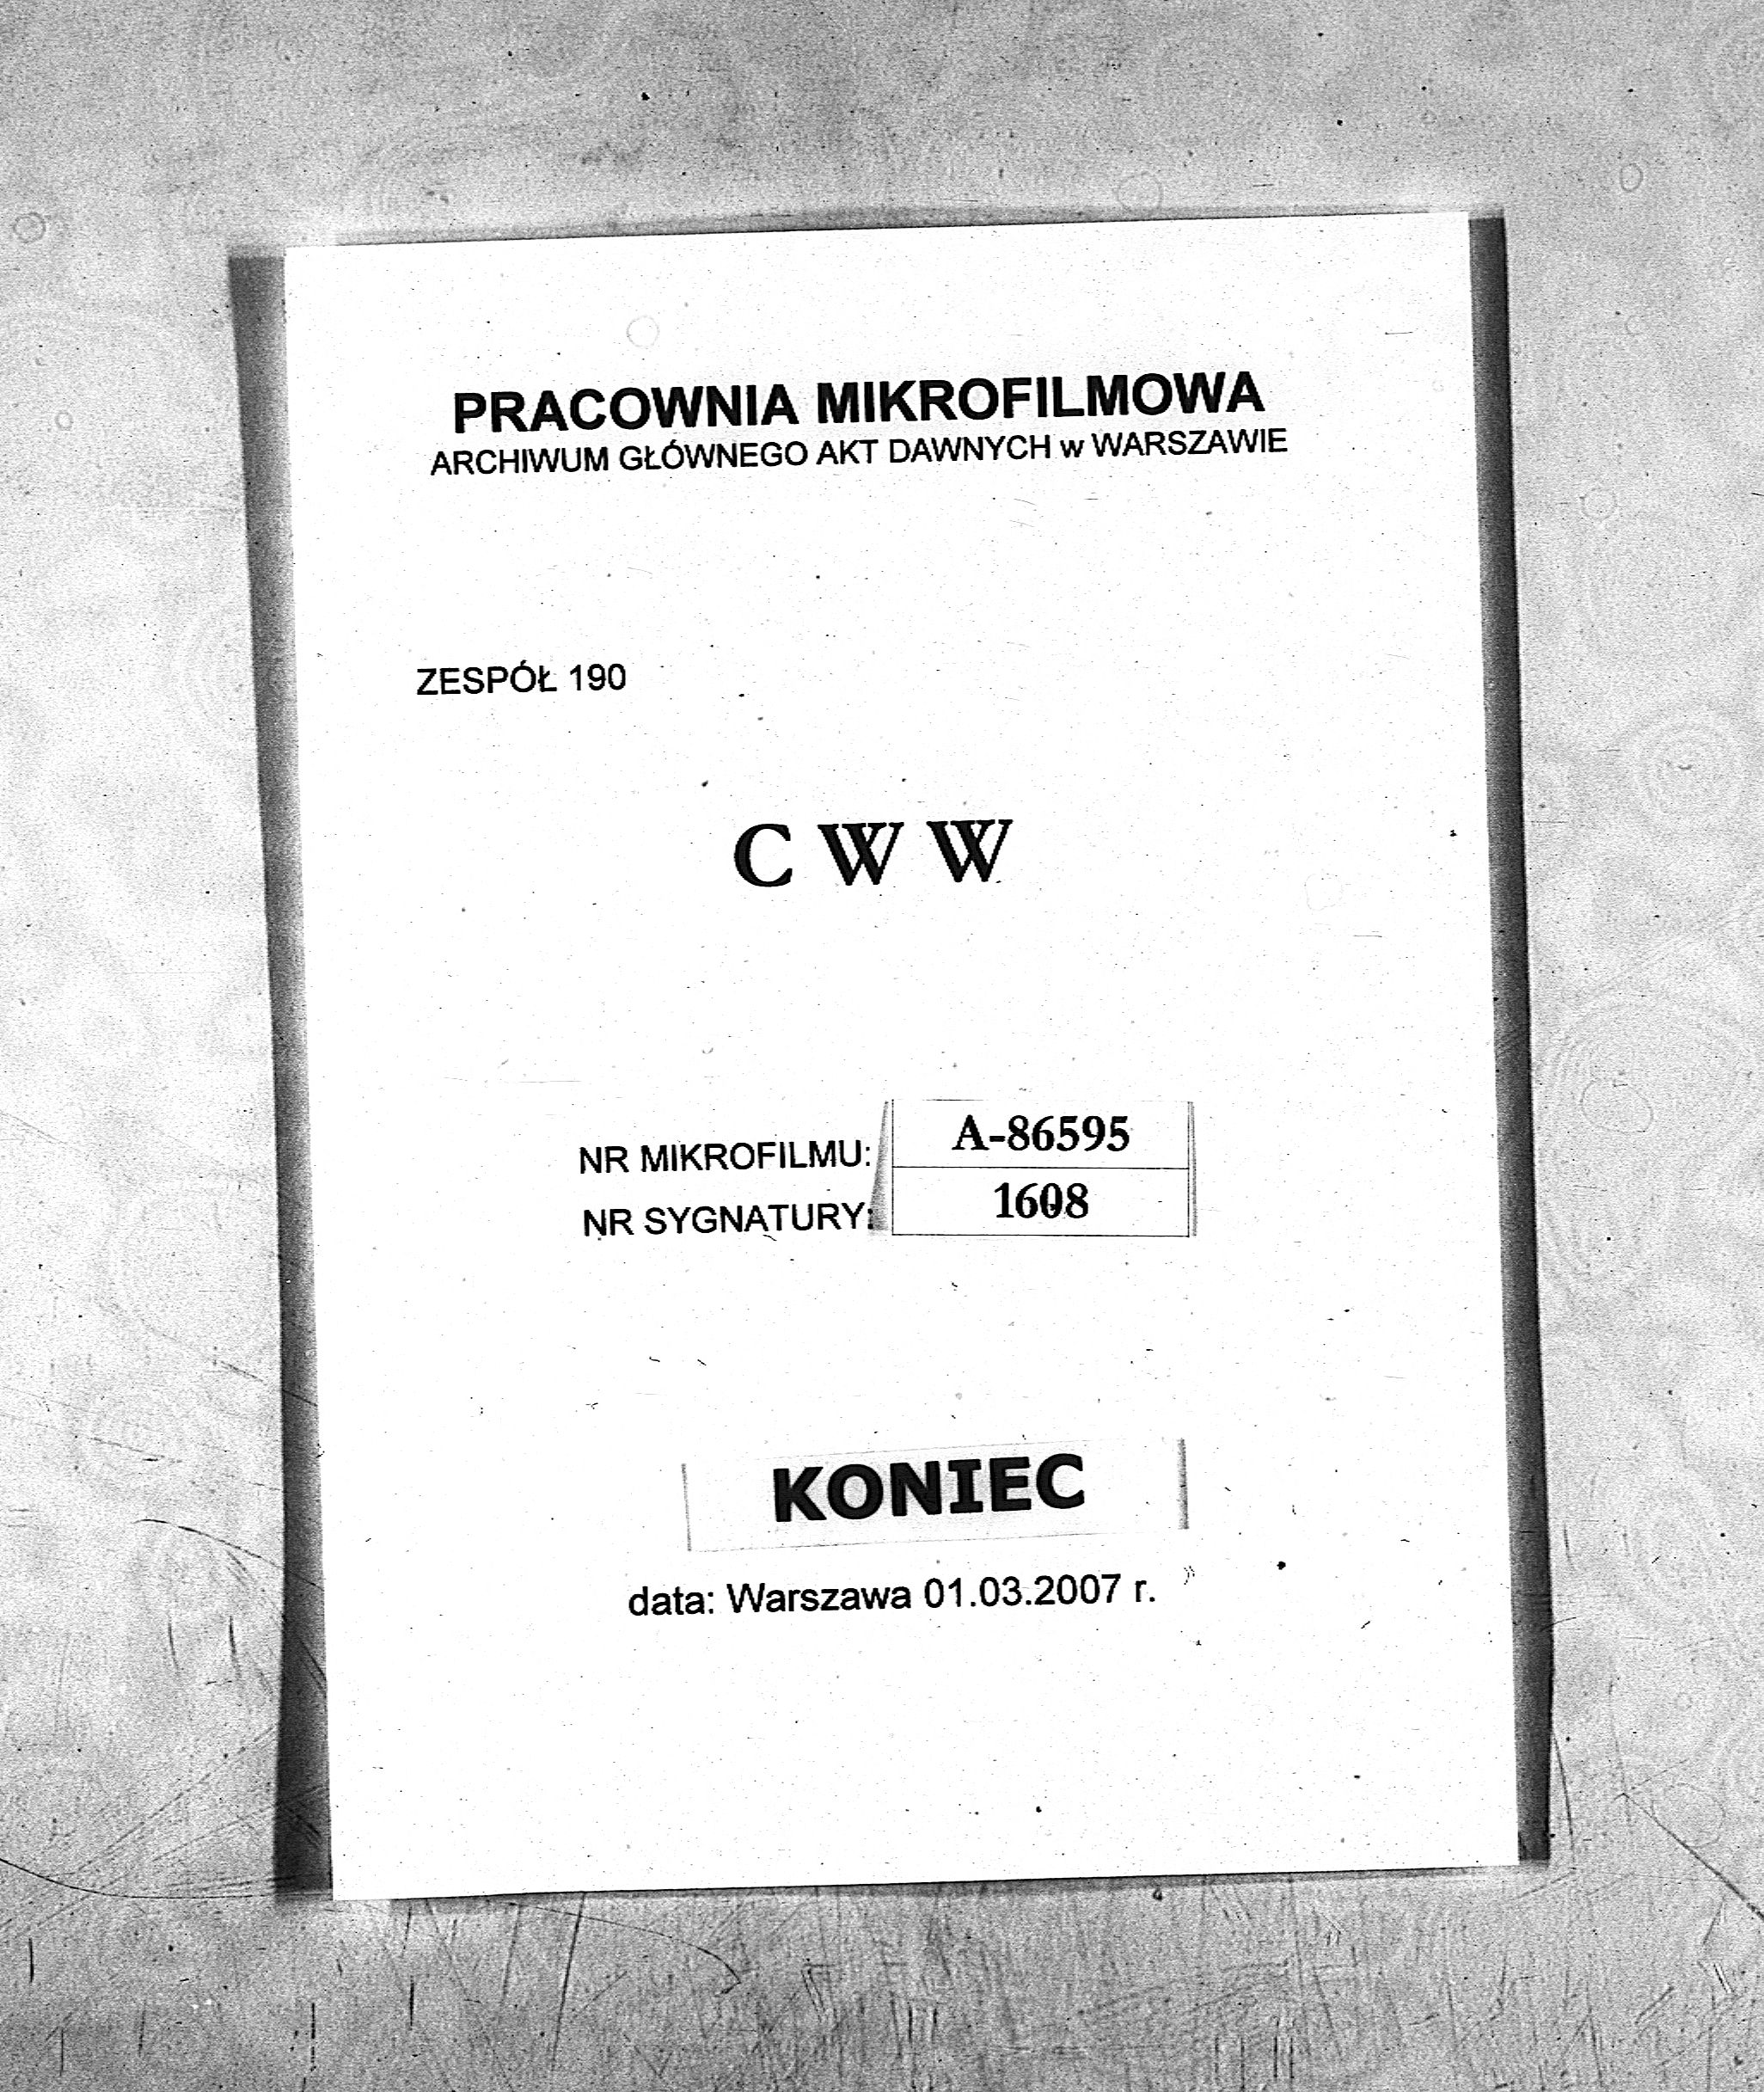 PRACOWNIA MIKROFILMOWA
ARCHIWUM GŁÓWNEGO AKT DAWNYCH w WARSZAWIE
ZESPÓŁ 190
C W W
NR MIKROFILMU: A-86595
NR SYGNATURY: 1608
KONIEC
data: Warszawa 01.03.2007 r.